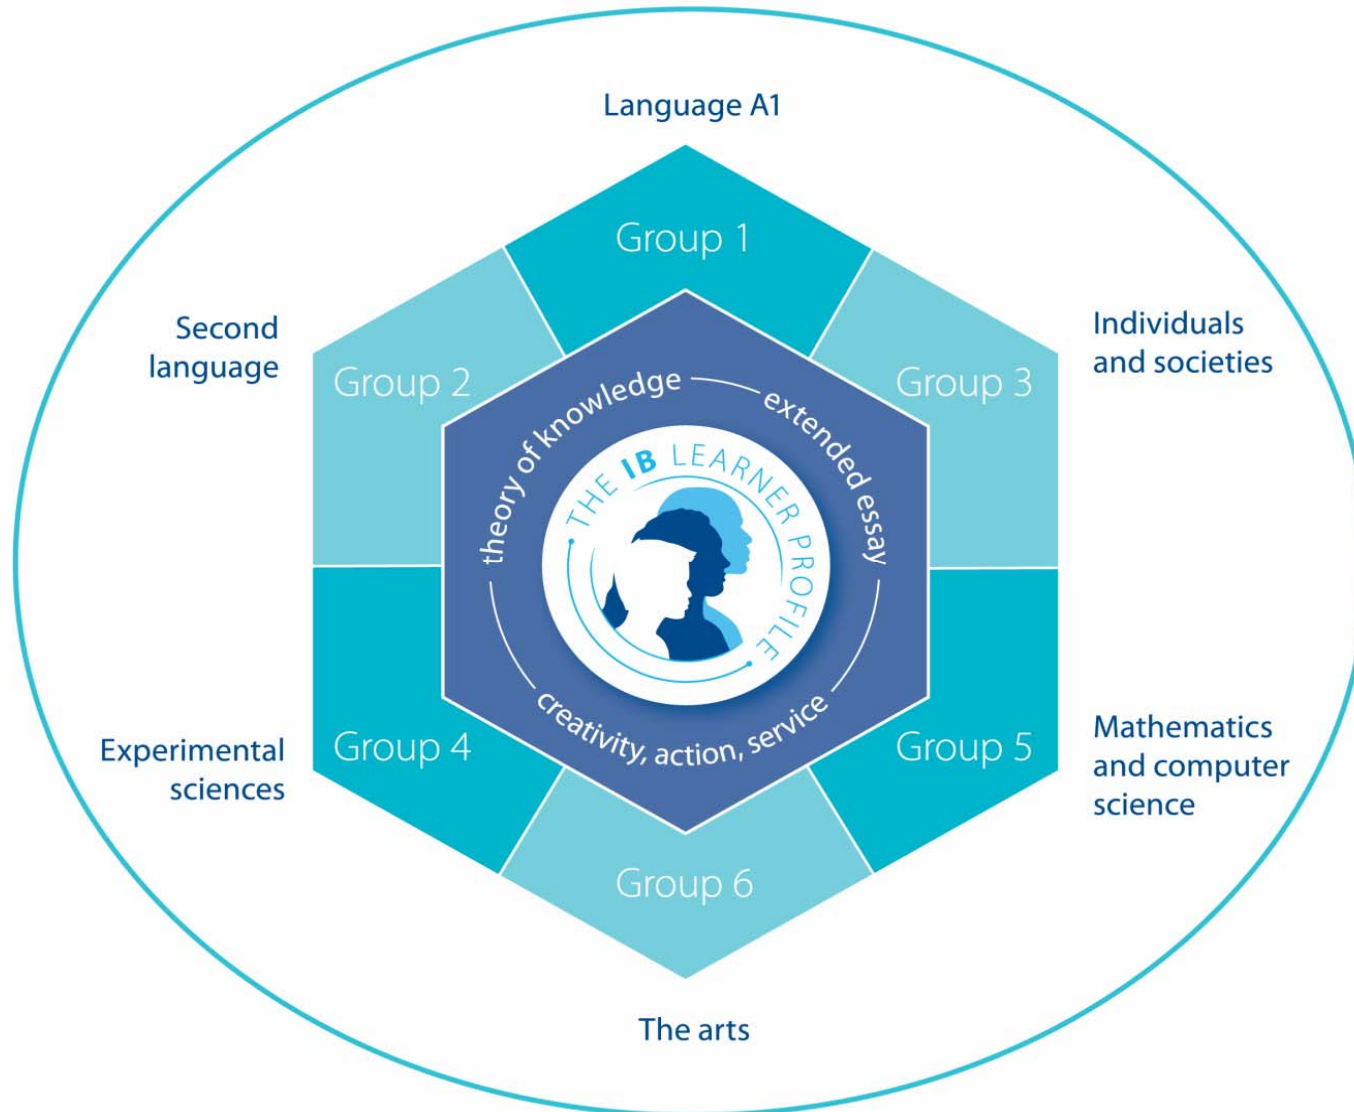 Language A1
Group 1
Second
language
Group 2
Individuals
and societies
Group 3
theory of knowledge
extended essay
THE IB LEARNER PROFILE
creativity, action, service
Experimental
sciences
Group 4
Mathematics
and computer
science
Group 5
Group 6
The arts